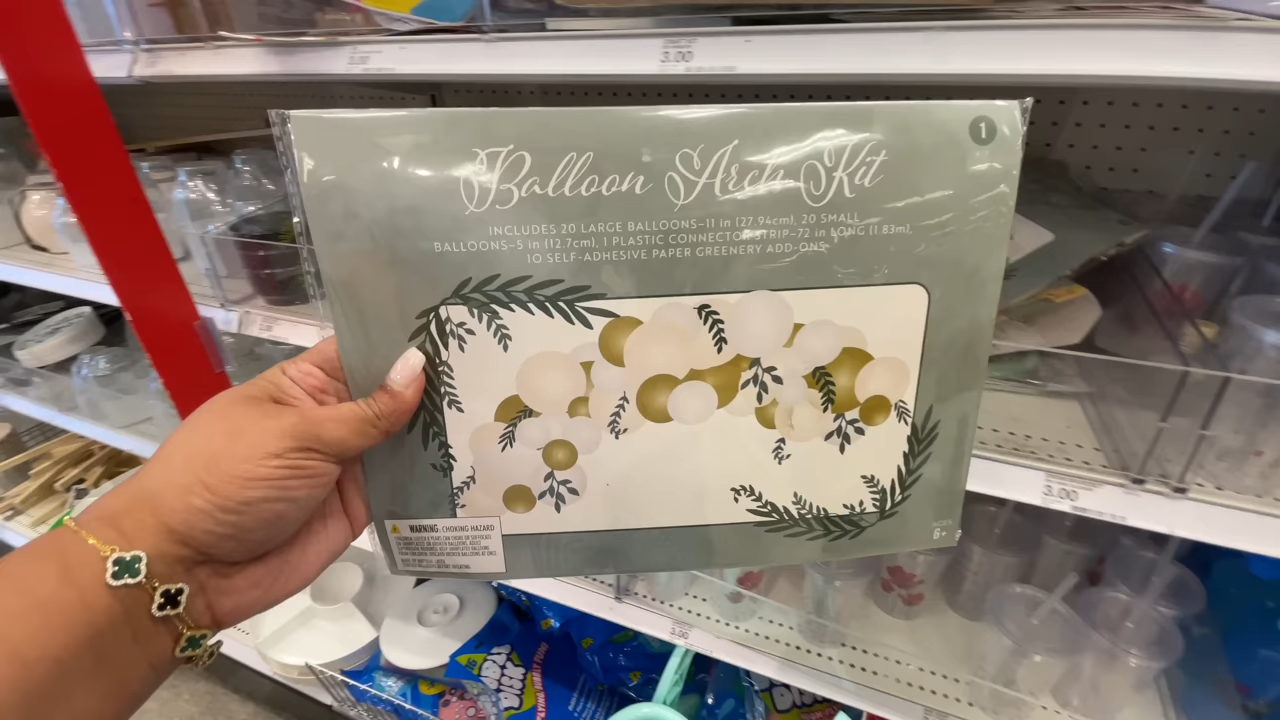 3.00
3.00
1
Balloon Arch Kit
INCLUDES 20 LARGE BALLOONS–11 in (27.94cm), 20 SMALL
BALLOONS–5 in (12.7cm), 1 PLASTIC CONNECTOR STRIP–72 in LONG (1.83m),
10 SELF-ADHESIVE PAPER GREENERY ADD-ONS
WARNING: CHOKING HAZARD
AGES
6+
3.00
3.00